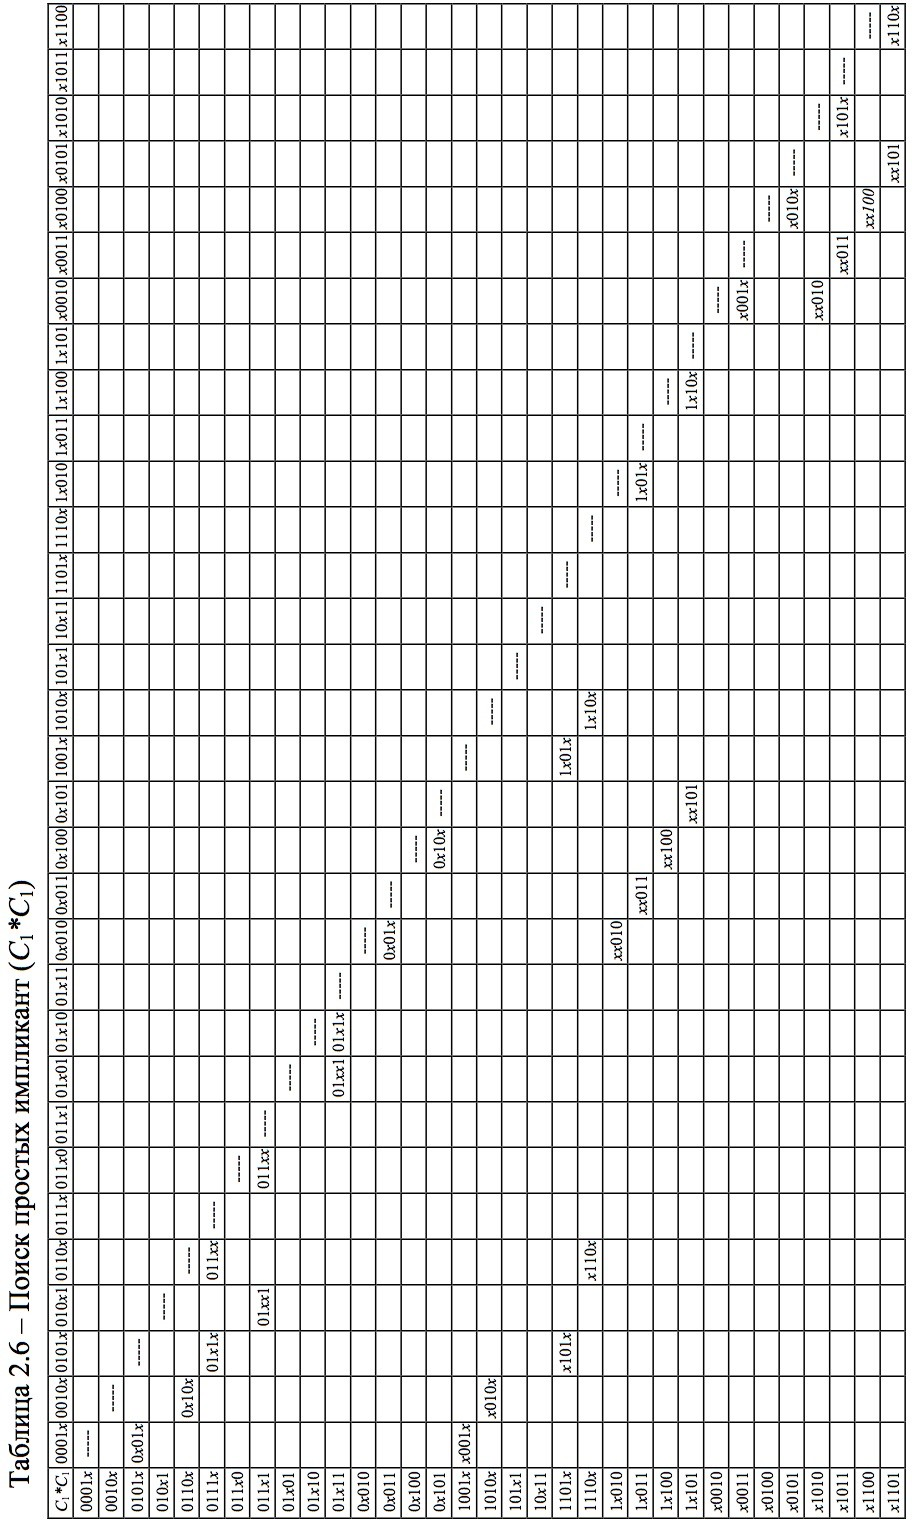 Таблица 2.6 – Поиск простых импликант (C₁*C₁)
C₁*C₁ 0001x 0010x 0101x 010x1 0110x 0111x 011x0 011x1 01x01 01x10 01x11 0x010 0x011 0x100 0x101 1001x 1010x 101x1 10x11 1101x 1110x 1x010 1x011 1x100 1x101 x0010 x0011 x0100 x0101 x1010 x1011 x1100
0001x -----
0010x -----
0101x 0x01x -----
010x1 -----
0110x 0x10x -----
0111x 01x1x 011xx -----
011x0 -----
011x1 01xx1 011xx -----
01x01 -----
01x10 -----
01x11 01xx1 01x1x -----
0x010 -----
0x011 0x01x -----
0x100 -----
0x101 0x10x -----
1001x x001x -----
1010x x010x -----
101x1 -----
10x11 -----
1101x x101x 1x01x -----
1110x x110x 1x10x -----
1x010 xx010 -----
1x011 xx011 1x01x -----
1x100 xx100 -----
1x101 xx101 1x10x -----
x0010 -----
x0011 x001x -----
x0100 -----
x0101 x010x -----
x1010 xx010 -----
x1011 xx011 x101x -----
x1100 xx100 -----
x1101 xx101 x110x